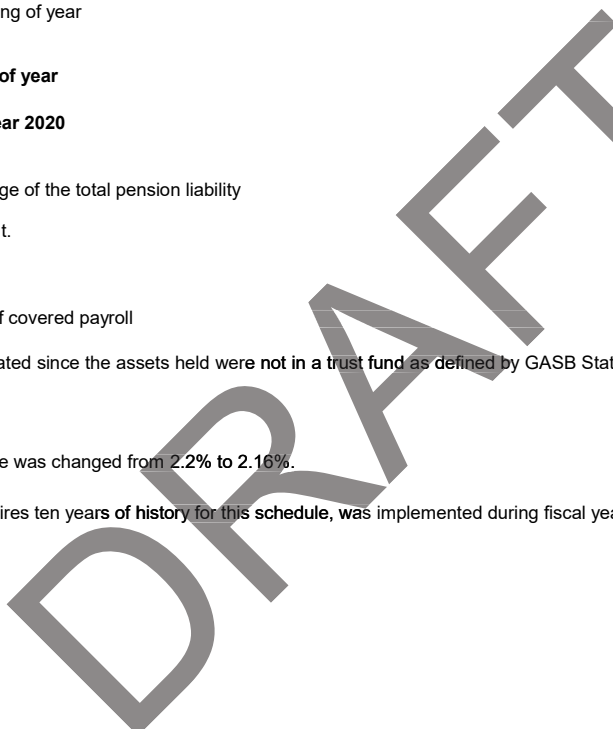 ng of year
of year
ar 2020
ge of the total pension liability
t.
f covered payroll
ated since the assets held were not in a trust fund as defined by GASB Stat
e was changed from 2.2% to 2.16%.
ires ten years of history for this schedule, was implemented during fiscal yea
DRAFT